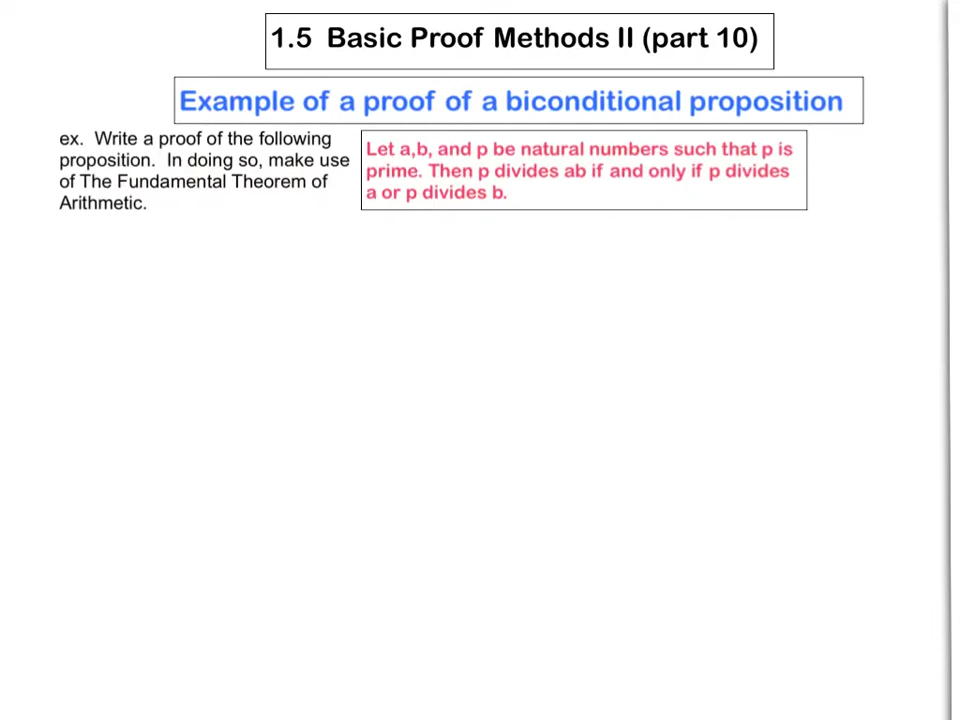 1.5 Basic Proof Methods II (part 10)
Example of a proof of a biconditional proposition
ex. Write a proof of the following
proposition. In doing so, make use
of The Fundamental Theorem of
Arithmetic.
Let a,b, and p be natural numbers such that p is
prime. Then p divides ab if and only if p divides
a or p divides b.